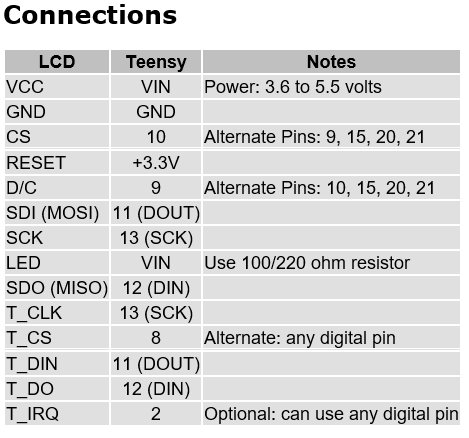 Connections
LCD Teensy Notes
VCC VIN Power: 3.6 to 5.5 volts
GND GND
CS 10 Alternate Pins: 9, 15, 20, 21
RESET +3.3V
D/C 9 Alternate Pins: 10, 15, 20, 21
SDI (MOSI) 11 (DOUT)
SCK 13 (SCK)
LED VIN Use 100/220 ohm resistor
SDO (MISO) 12 (DIN)
T_CLK 13 (SCK)
T_CS 8 Alternate: any digital pin
T_DIN 11 (DOUT)
T_DO 12 (DIN)
T_IRQ 2 Optional: can use any digital pin